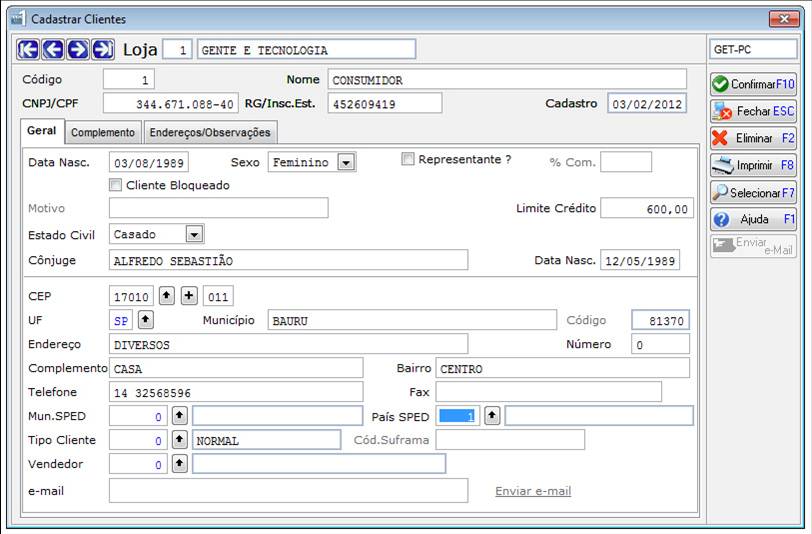 Cadastrar Clientes
Loja 1 GENTE E TECNOLOGIA GET-PC
Código 1 Nome CONSUMIDOR
CNPJ/CPF 344.671.088-40 RG/Insc.Est. 452609419 Cadastro 03/02/2012
Geral Complemento Endereços/Observações
Data Nasc. 03/08/1989 Sexo Feminino Representante ? % Com.
Cliente Bloqueado
Motivo Limite Crédito 600,00
Estado Civil Casado
Cônjuge ALFREDO SEBASTIÃO Data Nasc. 12/05/1989
CEP 17010 011
UF SP Município BAURU Código 81370
Endereço DIVERSOS Número 0
Complemento CASA Bairro CENTRO
Telefone 14 32568596 Fax
Mun.SPED 0 País SPED 1
Tipo Cliente 0 NORMAL Cód.Suframa
Vendedor 0
e-mail Enviar e-mail
Confirmar F10
Fechar ESC
Eliminar F2
Imprimir F8
Selecionar F7
Ajuda F1
Enviar
e-Mail